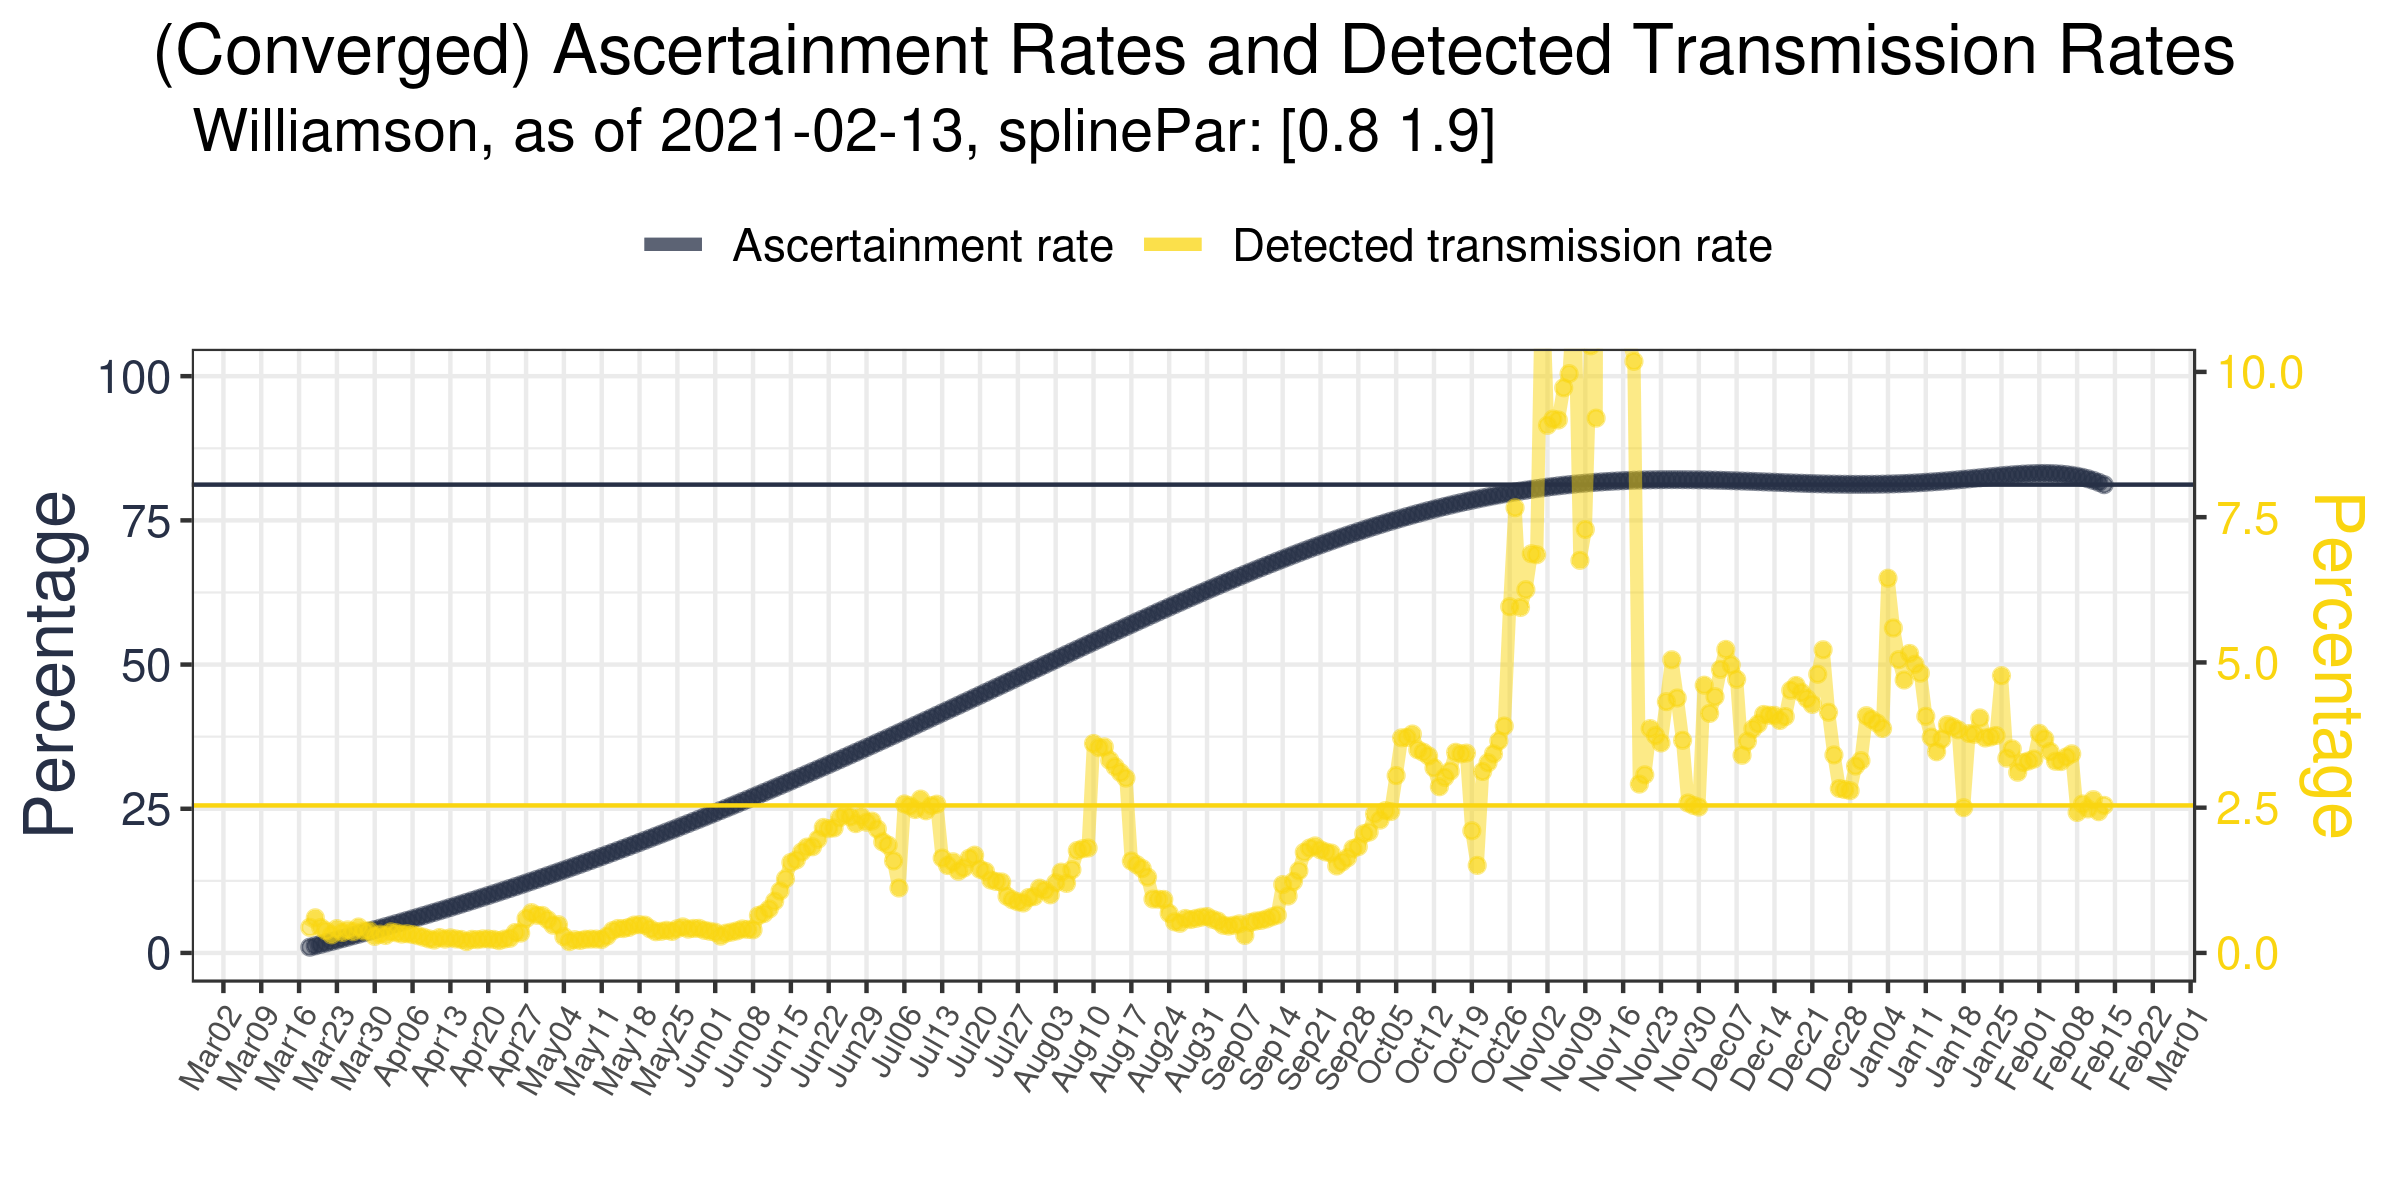 (Converged) Ascertainment Rates and Detected Transmission Rates
Williamson, as of 2021-02-13, splinePar: [0.8 1.9]
Ascertainment rate
Detected transmission rate
Percentage
100
75
50
25
0
10.0
7.5
5.0
2.5
0.0
Percentage
Mar02
Mar09
Mar16
Mar23
Mar30
Apr06
Apr13
Apr20
Apr27
May04
May11
May18
May25
Jun01
Jun08
Jun15
Jun22
Jun29
Jul06
Jul13
Jul20
Jul27
Aug03
Aug10
Aug17
Aug24
Aug31
Sep07
Sep14
Sep21
Sep28
Oct05
Oct12
Oct19
Oct26
Nov02
Nov09
Nov16
Nov23
Nov30
Dec07
Dec14
Dec21
Dec28
Jan04
Jan11
Jan18
Jan25
Feb01
Feb08
Feb15
Feb22
Mar01